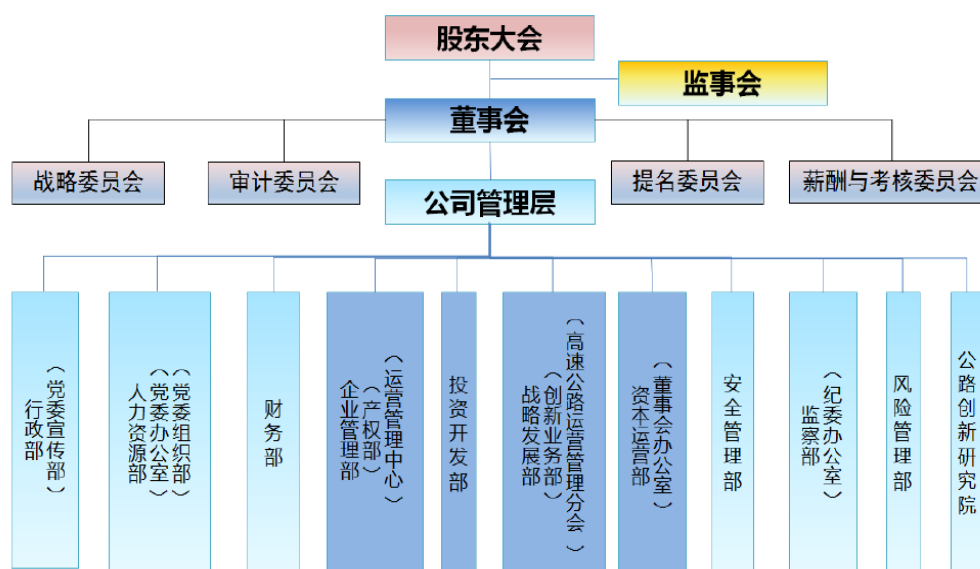 股东大会
监事会
董事会
战略委员会
审计委员会
提名委员会
薪酬与考核委员会
公司管理层
行政部
（党委宣传部）
人力资源部
（党委办公室）
（党委组织部）
财务部
企业管理部
（产权部）
（运营管理中心）
投资开发部
战略发展部
（创新业务部）
（高速公路运营管理分会）
资本运营部
（董事会办公室）
安全管理部
监察部
（纪委办公室）
风险管理部
公路创新研究院